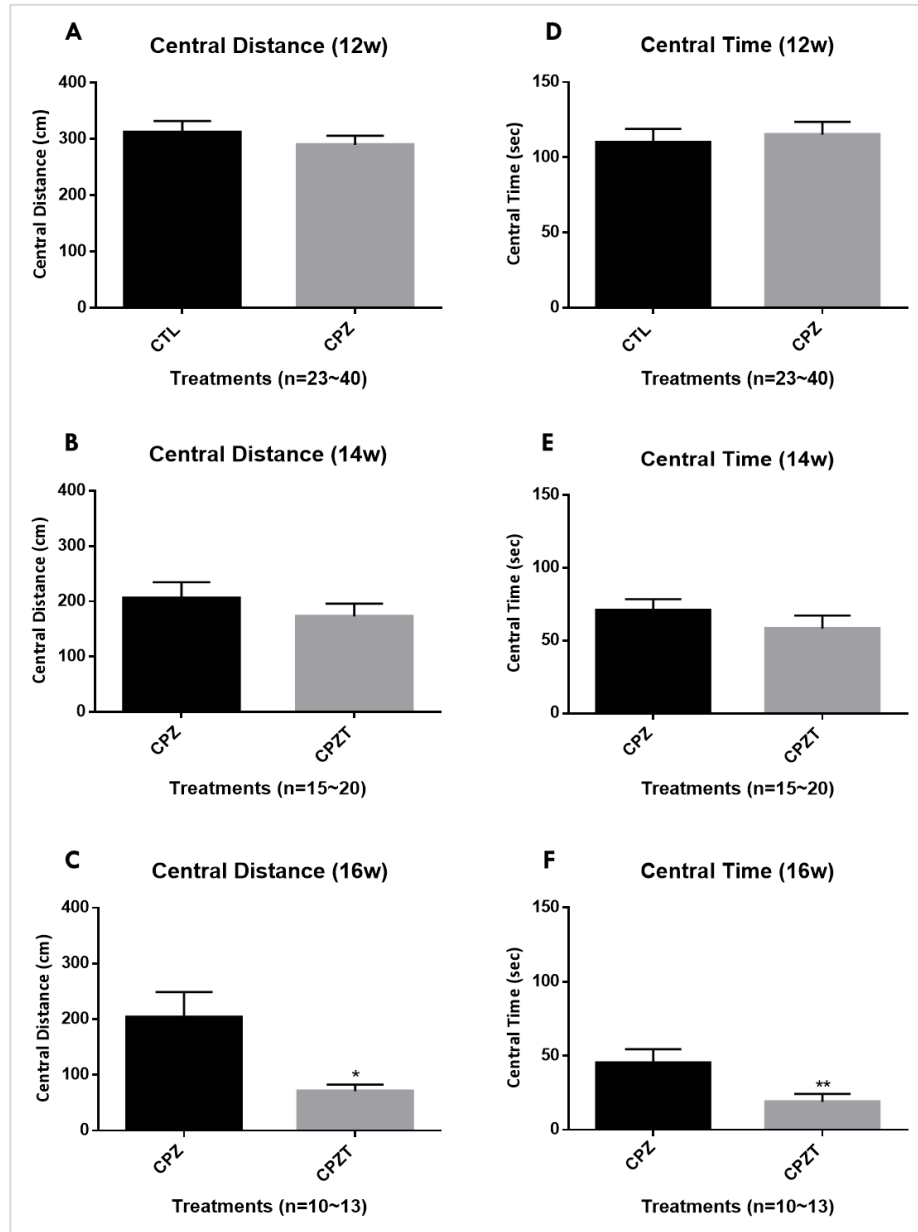 A
Central Distance (12w)
Central Distance (cm)
400
300
200
100
0
CTL
CPZ
Treatments (n=23~40)
D
Central Time (12w)
Central Time (sec)
150
100
50
0
CTL
CPZ
Treatments (n=23~40)
B
Central Distance (14w)
Central Distance (cm)
400
300
200
100
0
CPZ
CPZT
Treatments (n=15~20)
E
Central Time (14w)
Central Time (sec)
150
100
50
0
CPZ
CPZT
Treatments (n=15~20)
C
Central Distance (16w)
Central Distance (cm)
400
300
200
100
0
*
CPZ
CPZT
Treatments (n=10~13)
F
Central Time (16w)
Central Time (sec)
150
100
50
0
**
CPZ
CPZT
Treatments (n=10~13)